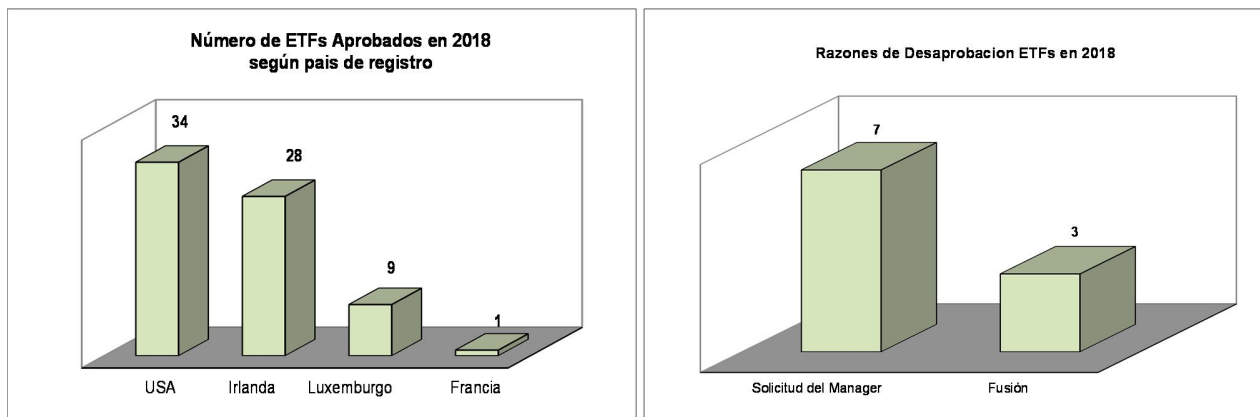 Número de ETFs Aprobados en 2018
según pais de registro
34
28
9
1
USA
Irlanda
Luxemburgo
Francia
Razones de Desaprobacion ETFs en 2018
7
3
Solicitud del Manager
Fusión